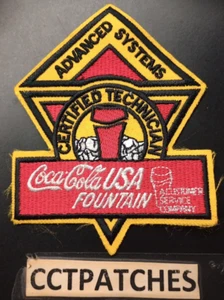 ADVANCED SYSTEMS
CERTIFIED TECHNICIAN
Coca-Cola USA
FOUNTAIN
A CUSTOMER
SERVICE
COMPANY
CCTPATCHES